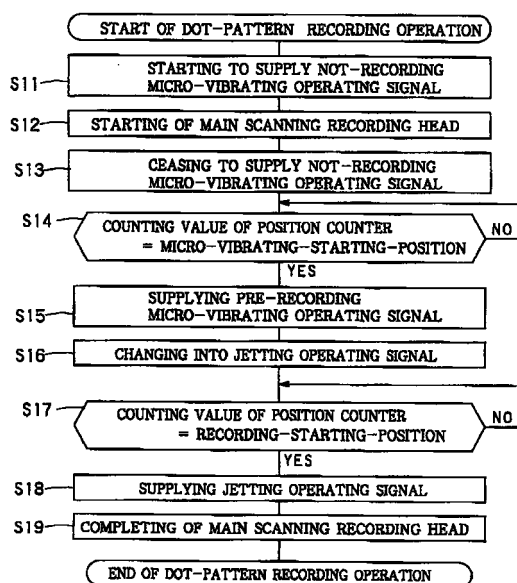 START OF DOT-PATTERN RECORDING OPERATION
S11
STARTING TO SUPPLY NOT-RECORDING
MICRO-VIBRATING OPERATING SIGNAL
S12
STARTING OF MAIN SCANNING RECORDING HEAD
S13
CEASING TO SUPPLY NOT-RECORDING
MICRO-VIBRATING OPERATING SIGNAL
S14
COUNTING VALUE OF POSITION COUNTER
= MICRO-VIBRATING-STARTING-POSITION
NO
YES
S15
SUPPLYING PRE-RECORDING
MICRO-VIBRATING OPERATING SIGNAL
S16
CHANGING INTO JETTING OPERATING SIGNAL
S17
COUNTING VALUE OF POSITION COUNTER
= RECORDING-STARTING-POSITION
NO
YES
S18
SUPPLYING JETTING OPERATING SIGNAL
S19
COMPLETING OF MAIN SCANNING RECORDING HEAD
END OF DOT-PATTERN RECORDING OPERATION